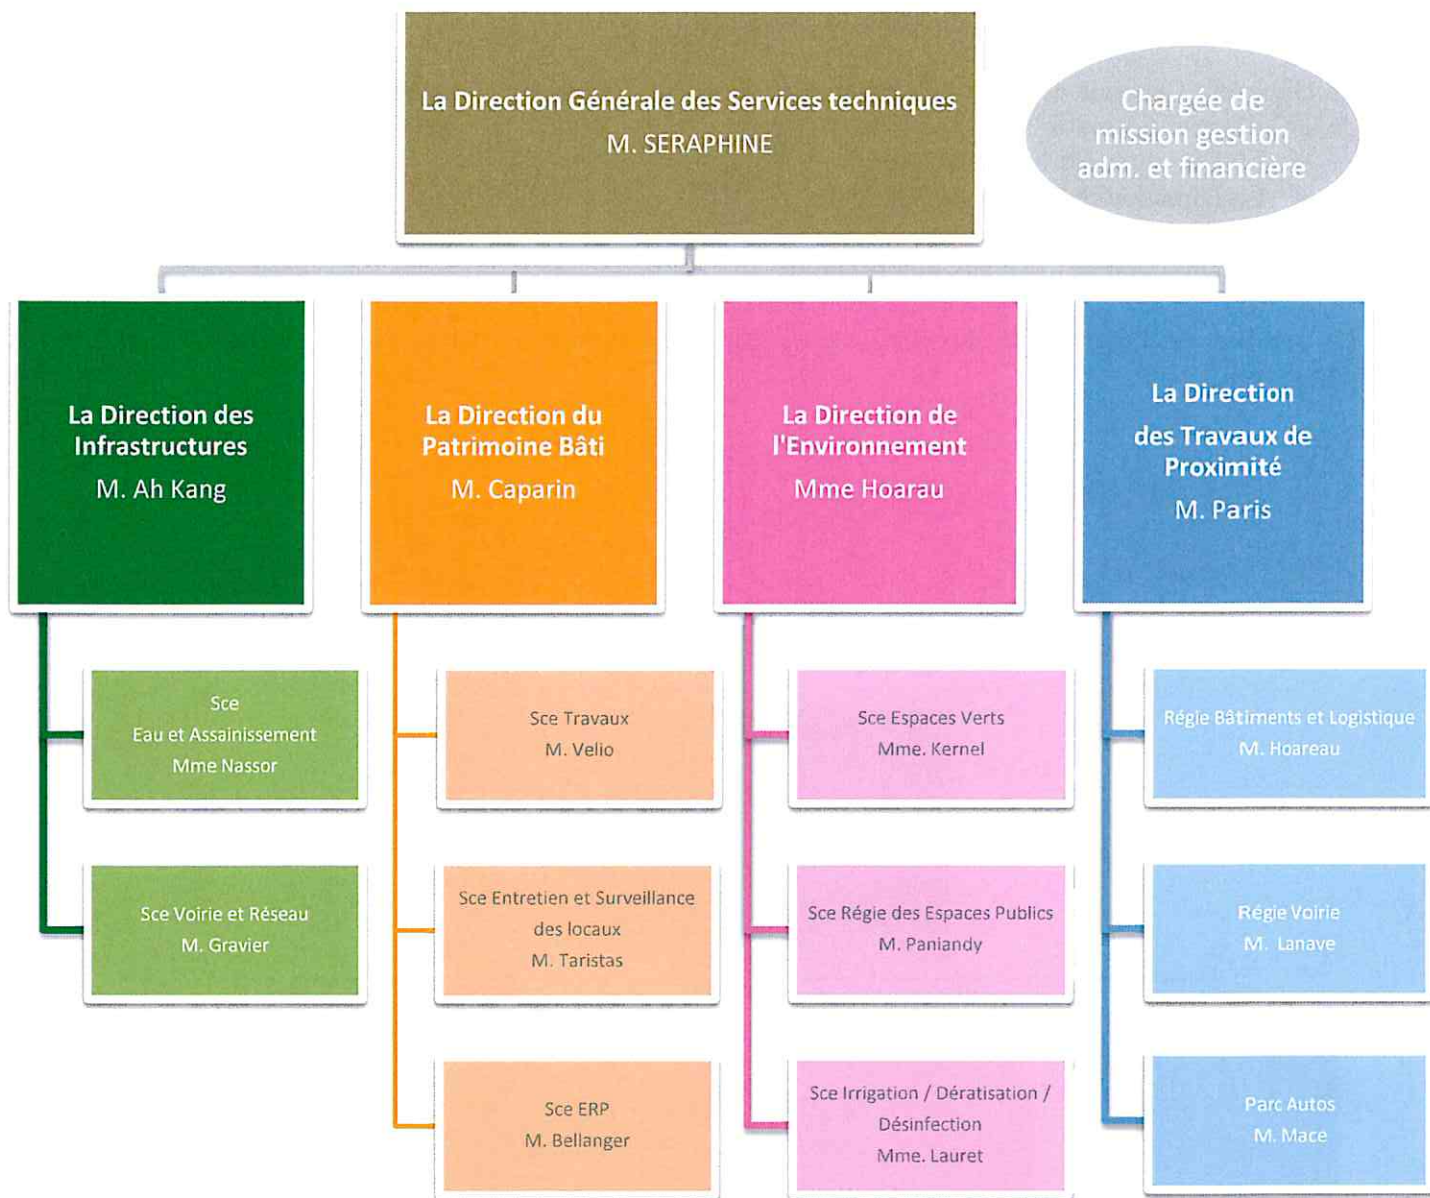 La Direction Générale des Services techniques
M. SERAPHINE
Chargée de
mission gestion
adm. et financière
La Direction des
Infrastructures
M. Ah Kang
Sce
Eau et Assainissement
Mme Nassor
Sce Voirie et Réseau
M. Gravier
La Direction du
Patrimoine Bâti
M. Caparin
Sce Travaux
M. Velio
Sce Entretien et Surveillance
des locaux
M. Taristas
Sce ERP
M. Bellanger
La Direction de
l'Environnement
Mme Hoarau
Sce Espaces Verts
Mme. Kernel
Sce Régie des Espaces Publics
M. Paniandy
Sce Irrigation / Dératisation /
Désinfection
Mme. Lauret
La Direction
des Travaux de
Proximité
M. Paris
Régie Bâtiments et Logistique
M. Hoareau
Régie Voirie
M. Lanave
Parc Autos
M. Mace